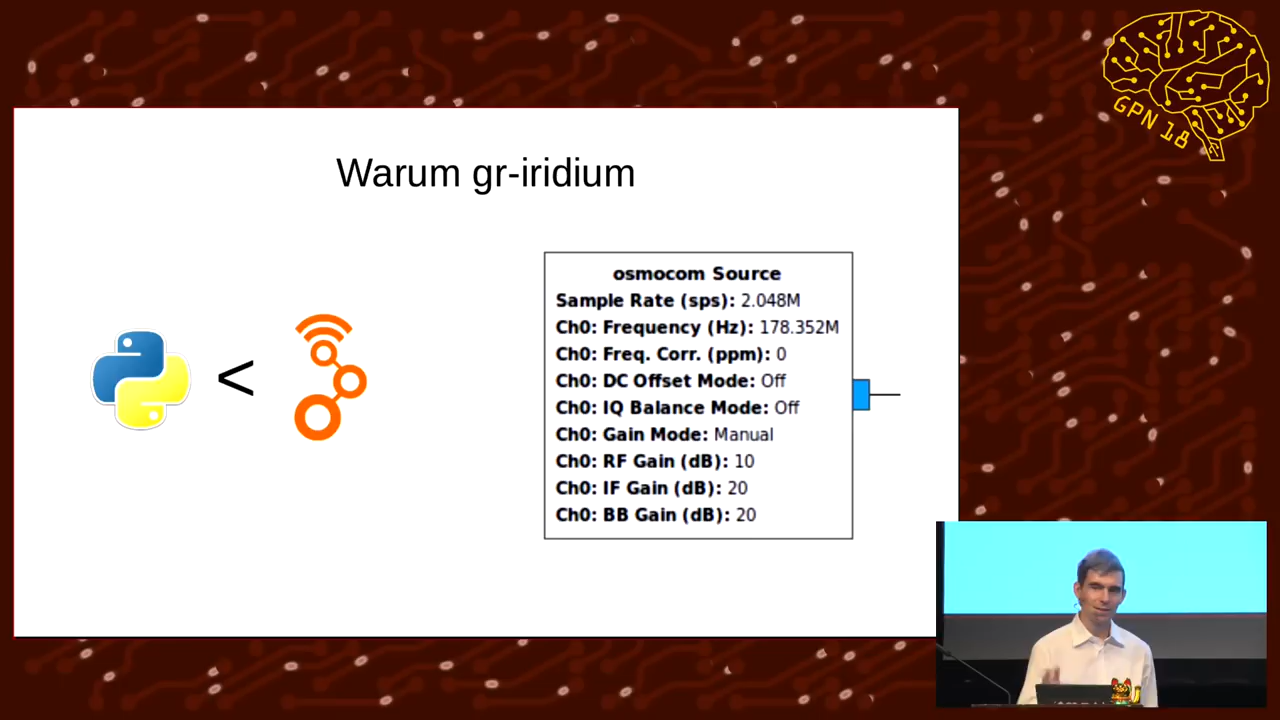 GPN 18
Warum gr-iridium
<
osmocom Source
Sample Rate (sps): 2.048M
Ch0: Frequency (Hz): 178.352M
Ch0: Freq. Corr. (ppm): 0
Ch0: DC Offset Mode: Off
Ch0: IQ Balance Mode: Off
Ch0: Gain Mode: Manual
Ch0: RF Gain (dB): 10
Ch0: IF Gain (dB): 20
Ch0: BB Gain (dB): 20